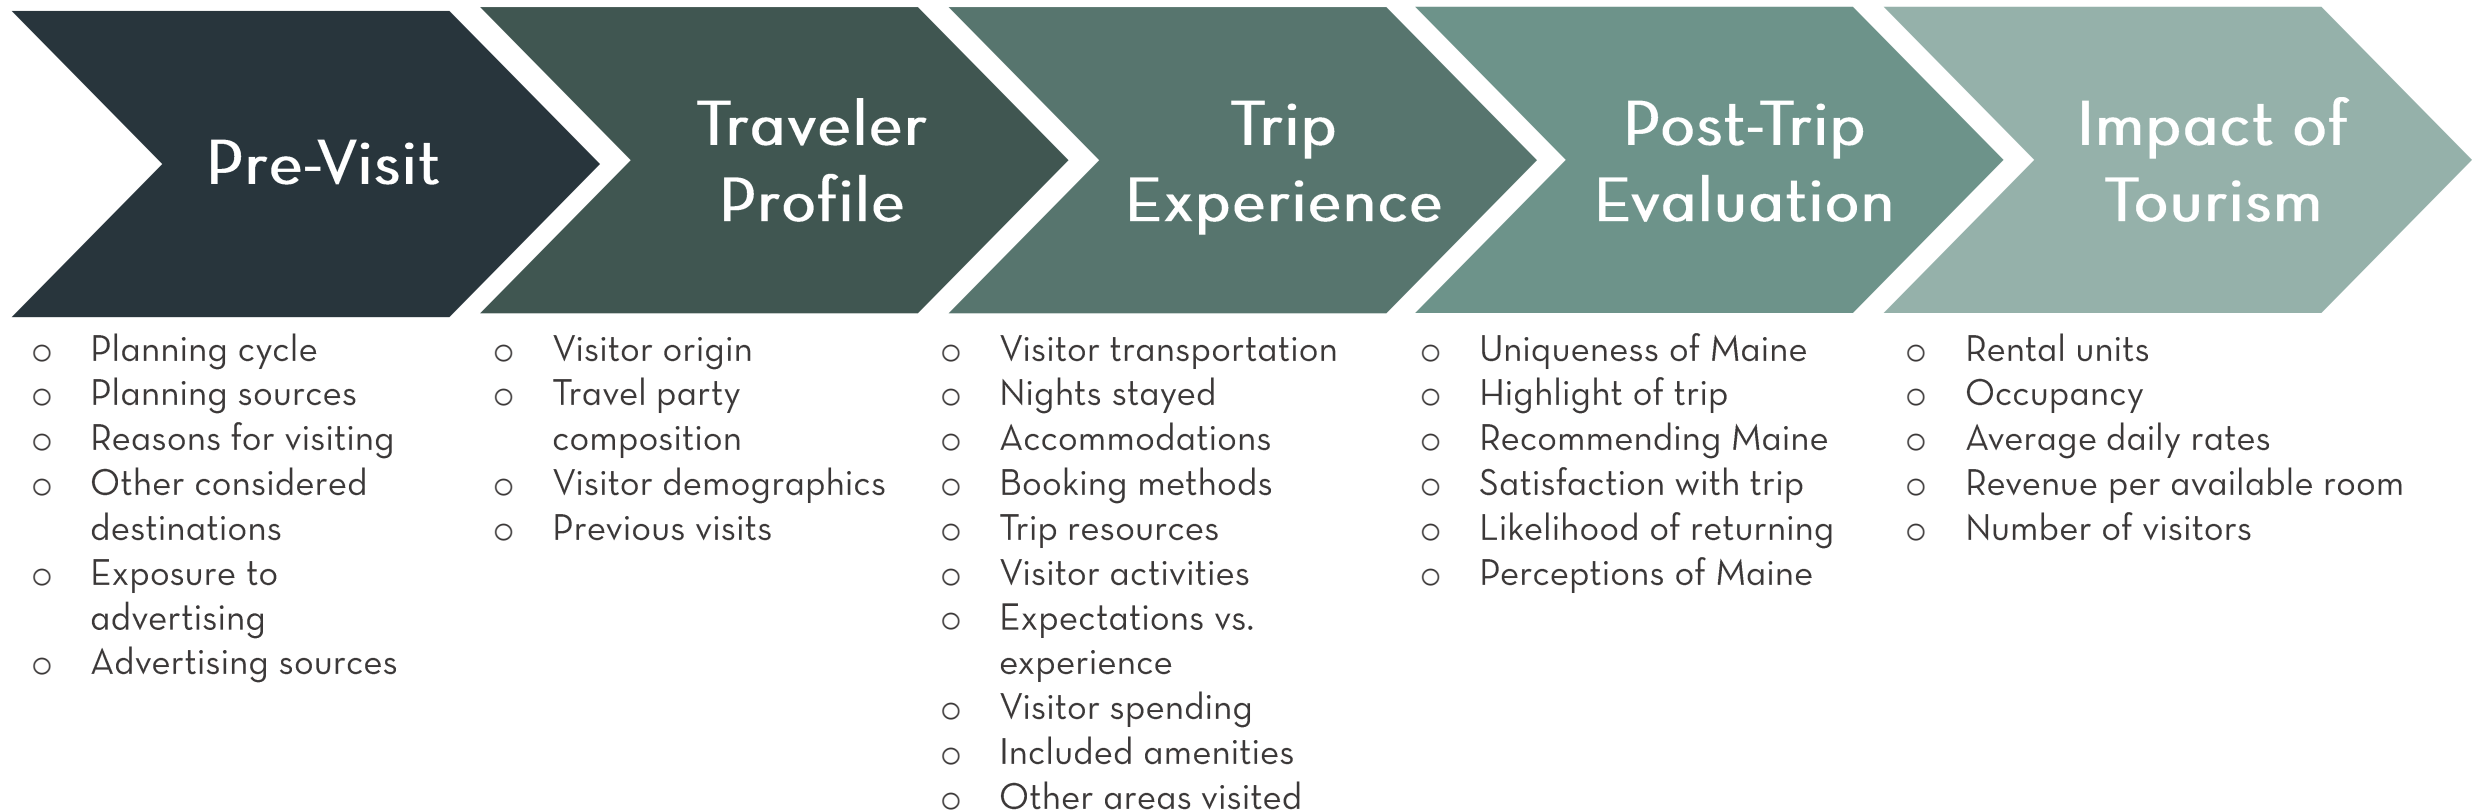 Pre-Visit
Traveler
Profile
Trip
Experience
Post-Trip
Evaluation
Impact of
Tourism
Planning cycle
Planning sources
Reasons for visiting
Other considered
destinations
Exposure to
advertising
Advertising sources
Visitor origin
Travel party
composition
Visitor demographics
Previous visits
Visitor transportation
Nights stayed
Accommodations
Booking methods
Trip resources
Visitor activities
Expectations vs.
experience
Visitor spending
Included amenities
Other areas visited
Uniqueness of Maine
Highlight of trip
Recommending Maine
Satisfaction with trip
Likelihood of returning
Perceptions of Maine
Rental units
Occupancy
Average daily rates
Revenue per available room
Number of visitors